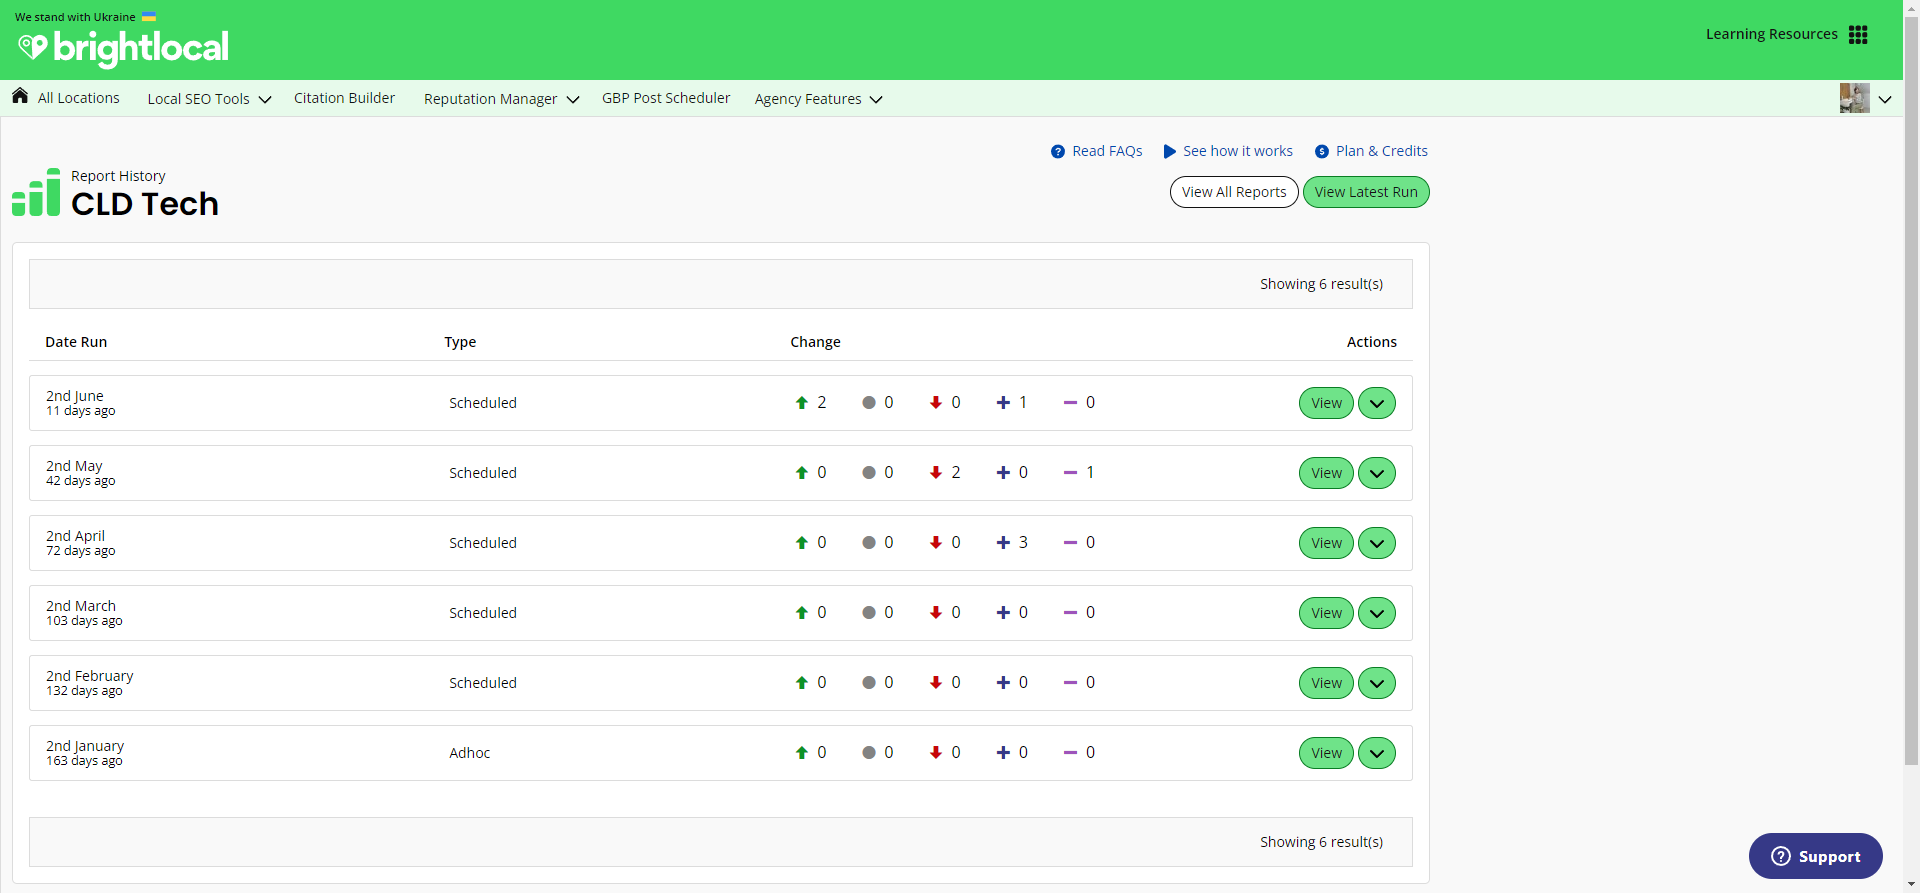 We stand with Ukraine
brightlocal
Learning Resources
All Locations Local SEO Tools Citation Builder Reputation Manager GBP Post Scheduler Agency Features
Read FAQs See how it works Plan & Credits
Report History
CLD Tech
View All Reports View Latest Run
Showing 6 result(s)
Date Run Type Change Actions
2nd June
11 days ago
Scheduled 2 0 0 1 0 View
2nd May
42 days ago
Scheduled 0 0 2 0 1 View
2nd April
72 days ago
Scheduled 0 0 0 3 0 View
2nd March
103 days ago
Scheduled 0 0 0 0 0 View
2nd February
132 days ago
Scheduled 0 0 0 0 0 View
2nd January
163 days ago
Adhoc 0 0 0 0 0 View
Showing 6 result(s)
Support